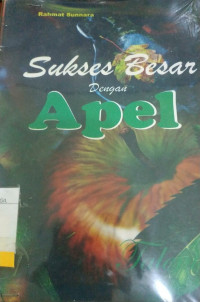 Rahmat Sunnara
Sukses Besar
Dengan
Apel